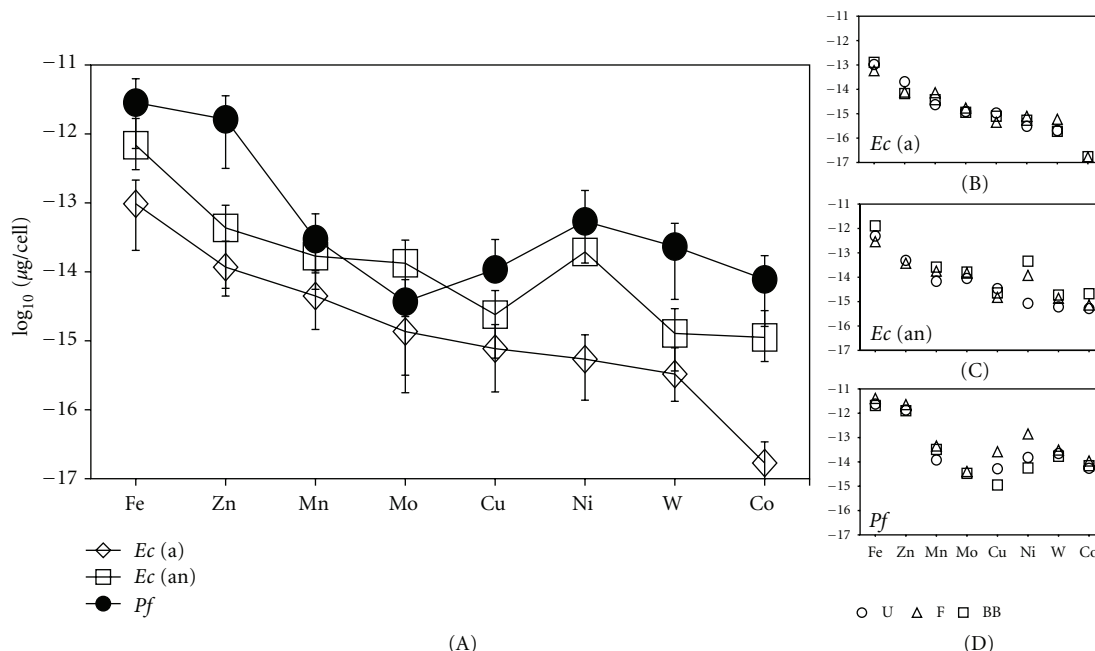 −11
−12
−13
−14
−15
−16
−17
log10 (μg/cell)
Fe Zn Mn Mo Cu Ni W Co
Ec (a)
Ec (an)
Pf
(A)
−11
−12
−13
−14
−15
−16
−17
Ec (a)
(B)
−11
−12
−13
−14
−15
−16
−17
Ec (an)
(C)
−11
−12
−13
−14
−15
−16
−17
Pf
Fe Zn Mn Mo Cu Ni W Co
U F BB
(D)